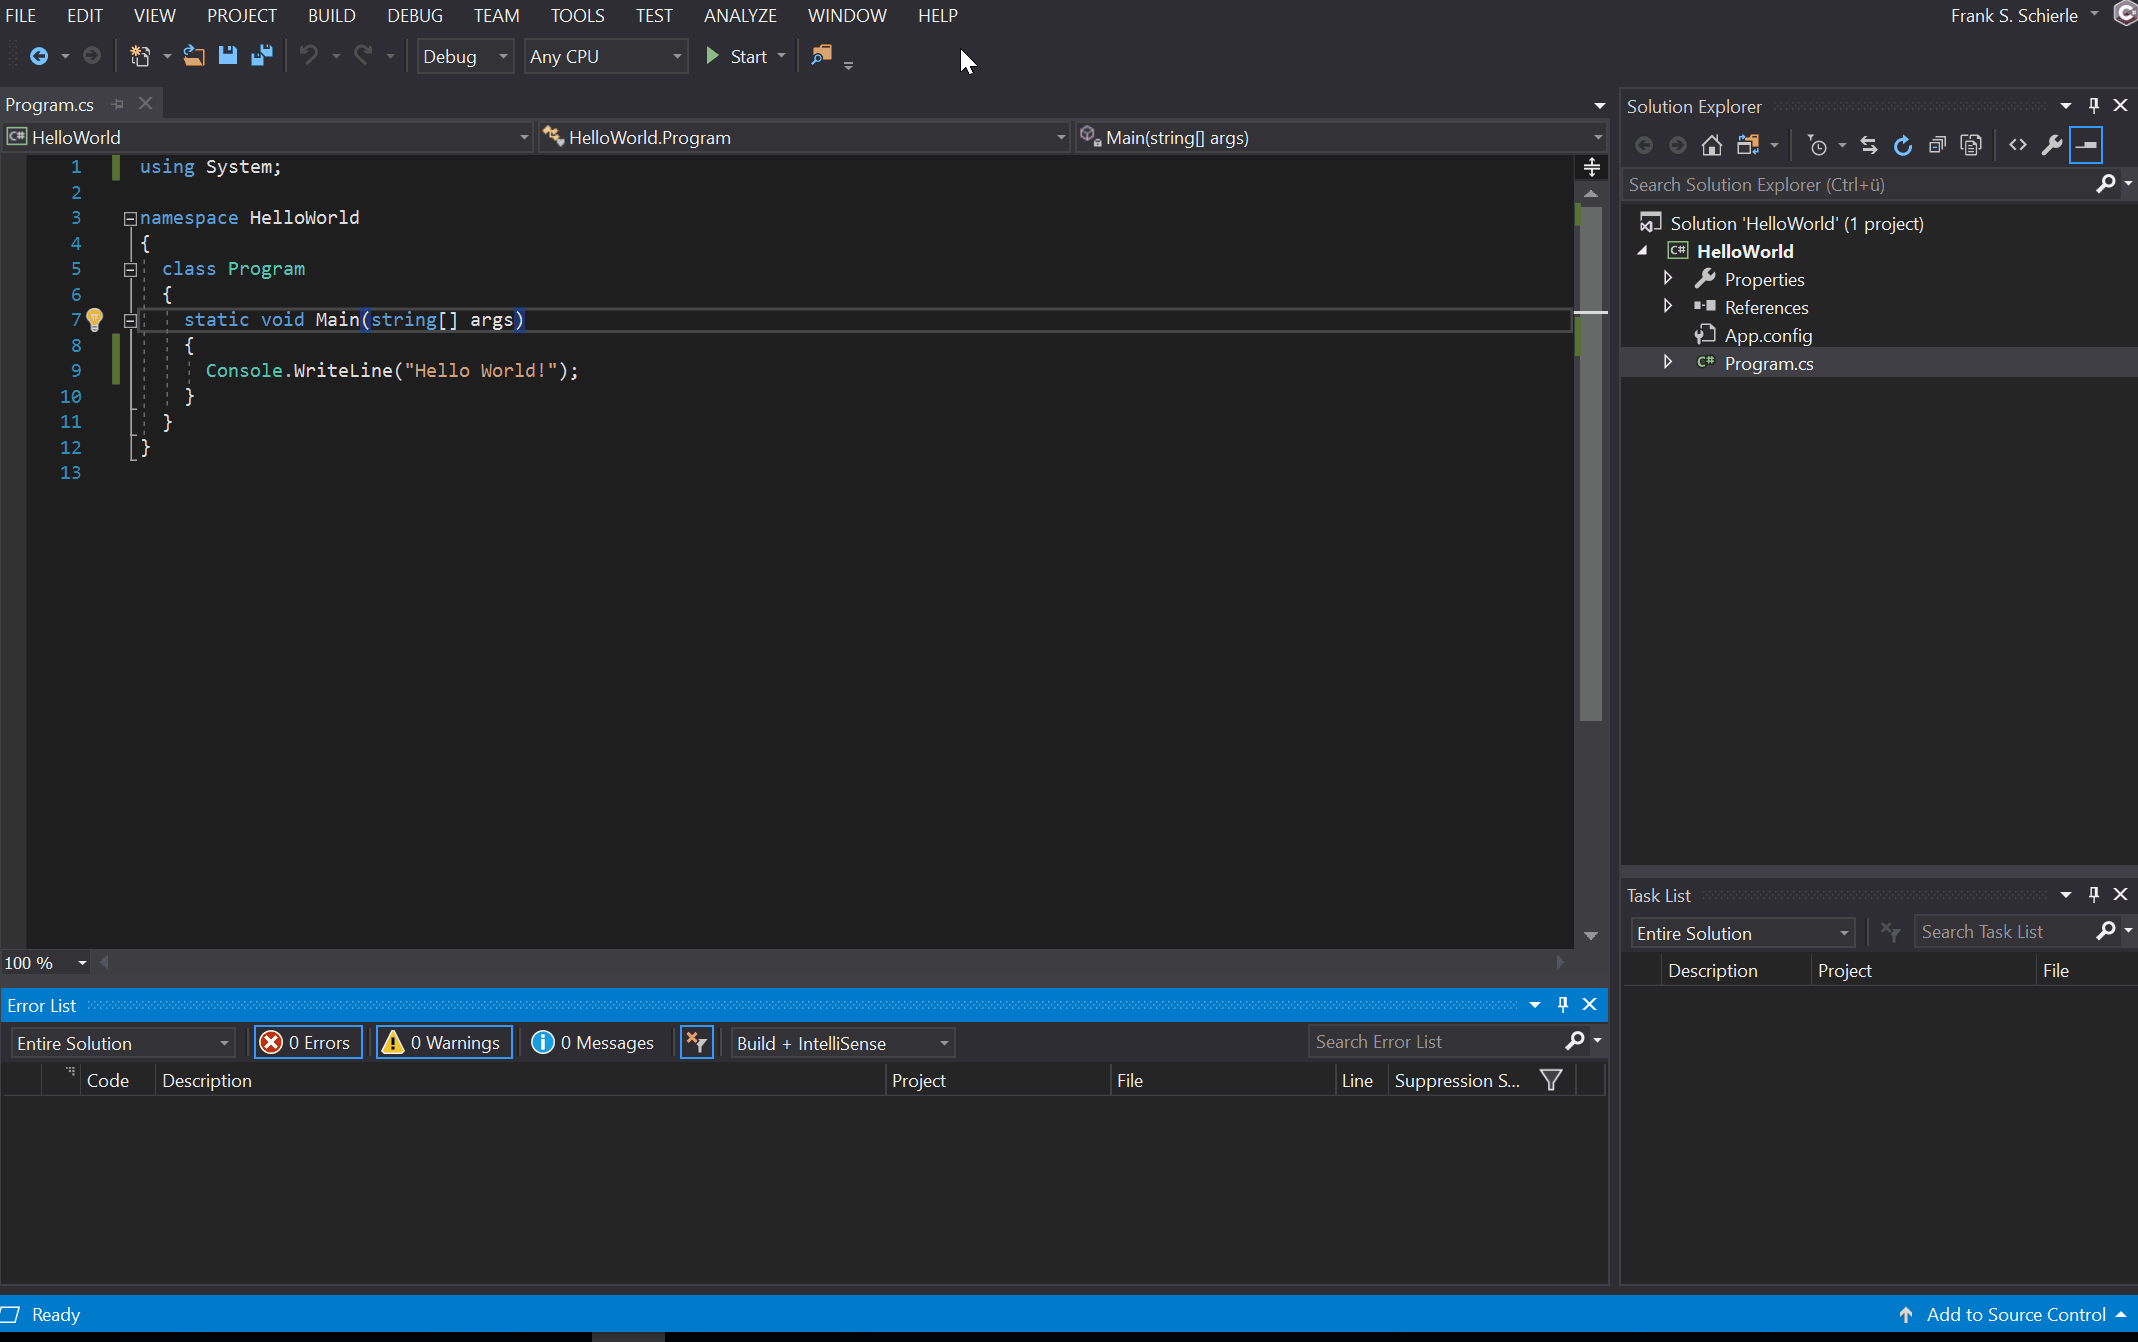 FILE EDIT VIEW PROJECT BUILD DEBUG TEAM TOOLS TEST ANALYZE WINDOW HELP Frank S. Schierle
Debug Any CPU Start
Program.cs
HelloWorld HelloWorld.Program Main(string[] args)
1 using System;
2
3 namespace HelloWorld
4 {
5 class Program
6 {
7 static void Main(string[] args)
8 {
9 Console.WriteLine("Hello World!");
10 }
11 }
12 }
13
100 %
Solution Explorer
Search Solution Explorer (Ctrl+ü)
Solution 'HelloWorld' (1 project)
C# HelloWorld
Properties
References
App.config
C# Program.cs
Task List
Entire Solution Search Task List
Description Project File
Error List
Entire Solution 0 Errors 0 Warnings 0 Messages Build + IntelliSense Search Error List
Code Description Project File Line Suppression S...
Ready Add to Source Control